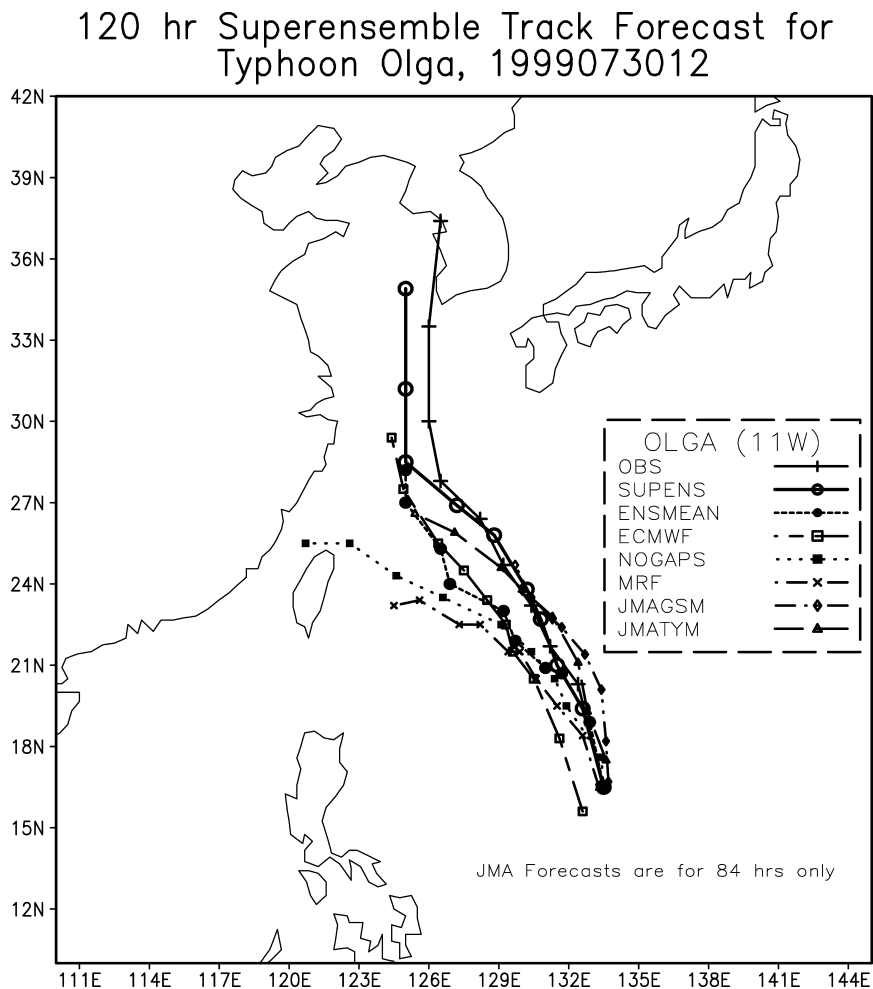 120 hr Superensemble Track Forecast for
Typhoon Olga, 1999073012
42N
39N
36N
33N
30N
27N
24N
21N
18N
15N
12N
OLGA (11W)
OBS
SUPENS
ENSMEAN
ECMWF
NOGAPS
MRF
JMAGSM
JMATYM
JMA Forecasts are for 84 hrs only
111E 114E 117E 120E 123E 126E 129E 132E 135E 138E 141E 144E